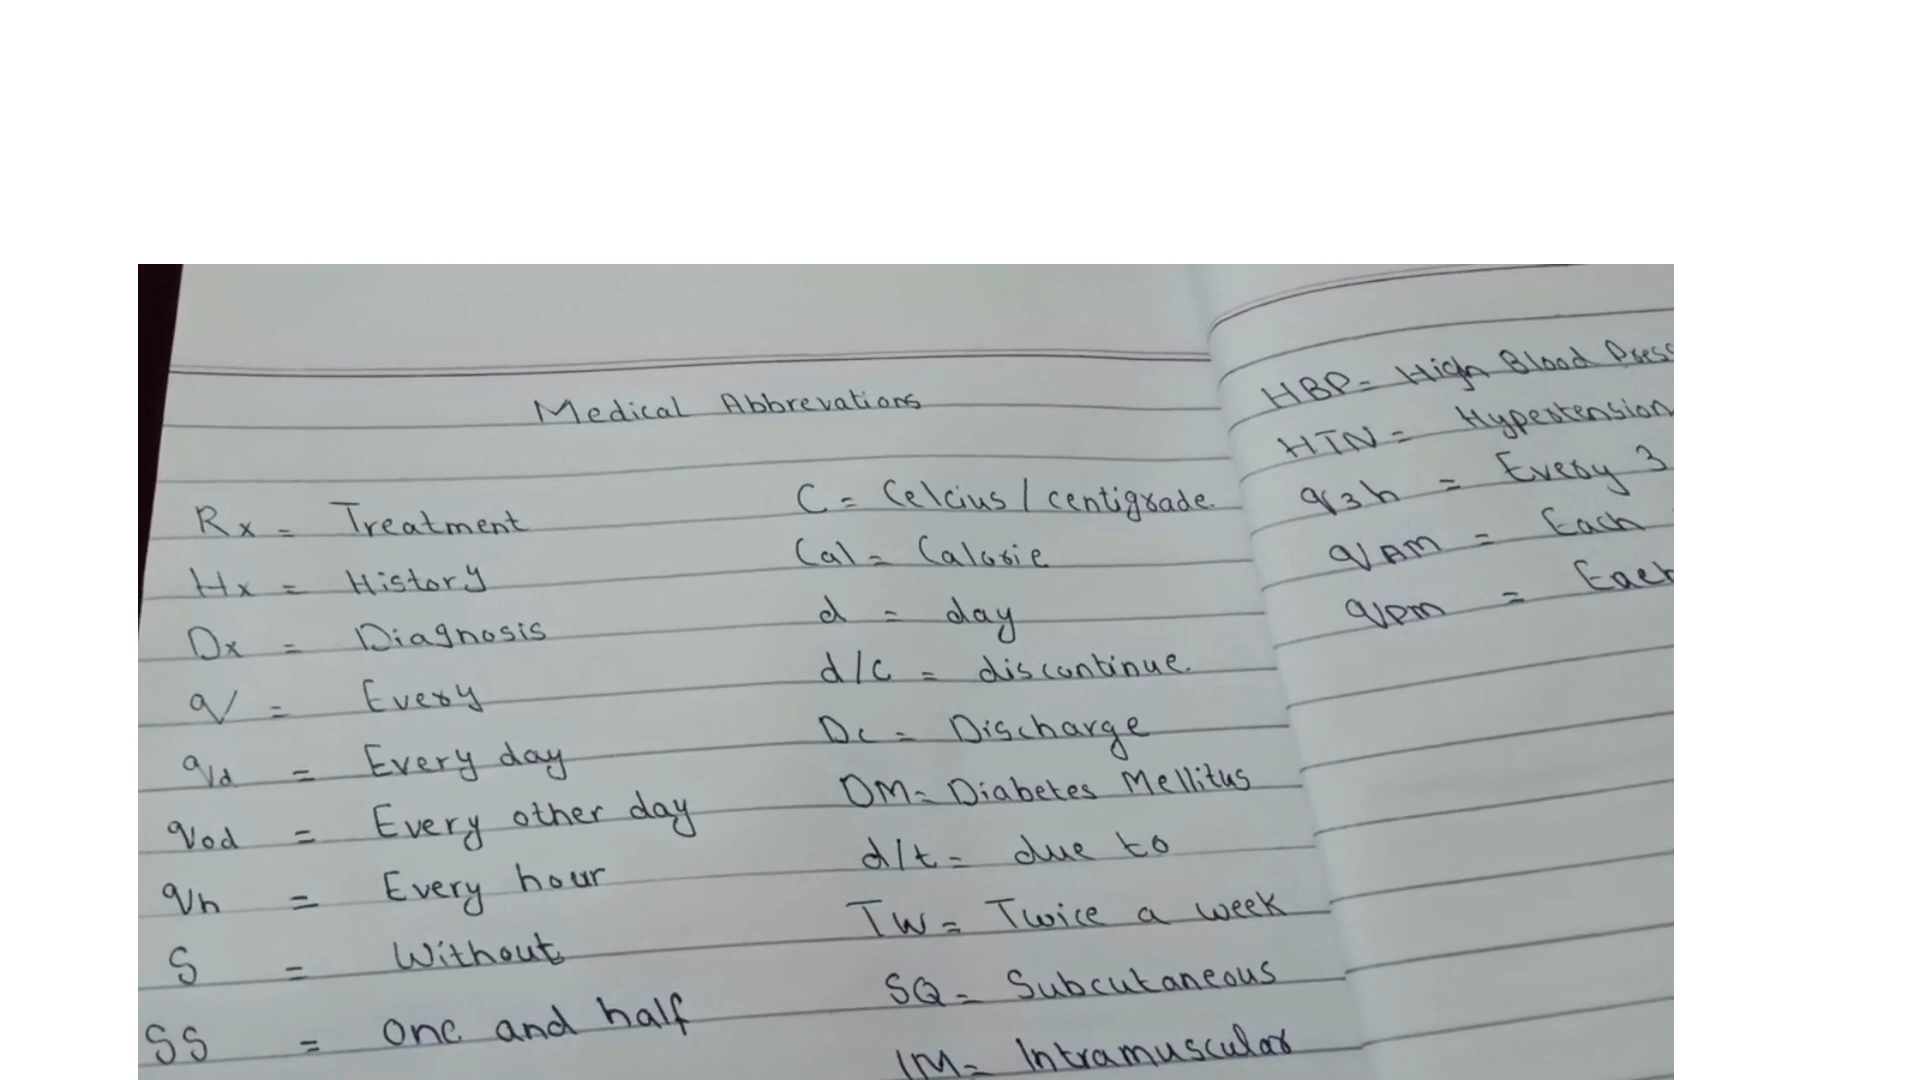 Medical Abbrevations
Rx = Treatment
Hx = History
Dx = Diagnosis
q = Every
qd = Every day
qod = Every other day
qh = Every hour
S = Without
SS = One and half
C = Celcius / centigrade.
Cal = Calorie
d = day
d/c = discontinue.
Dc = Discharge
DM = Diabetes Mellitus
d/t = due to
TW = Twice a week
SQ = Subcutaneous
IM = Intramuscular
HBP = High Blood Press
HTN = Hypertension
q3h = Every 3
qAM = Each
qPM = Each